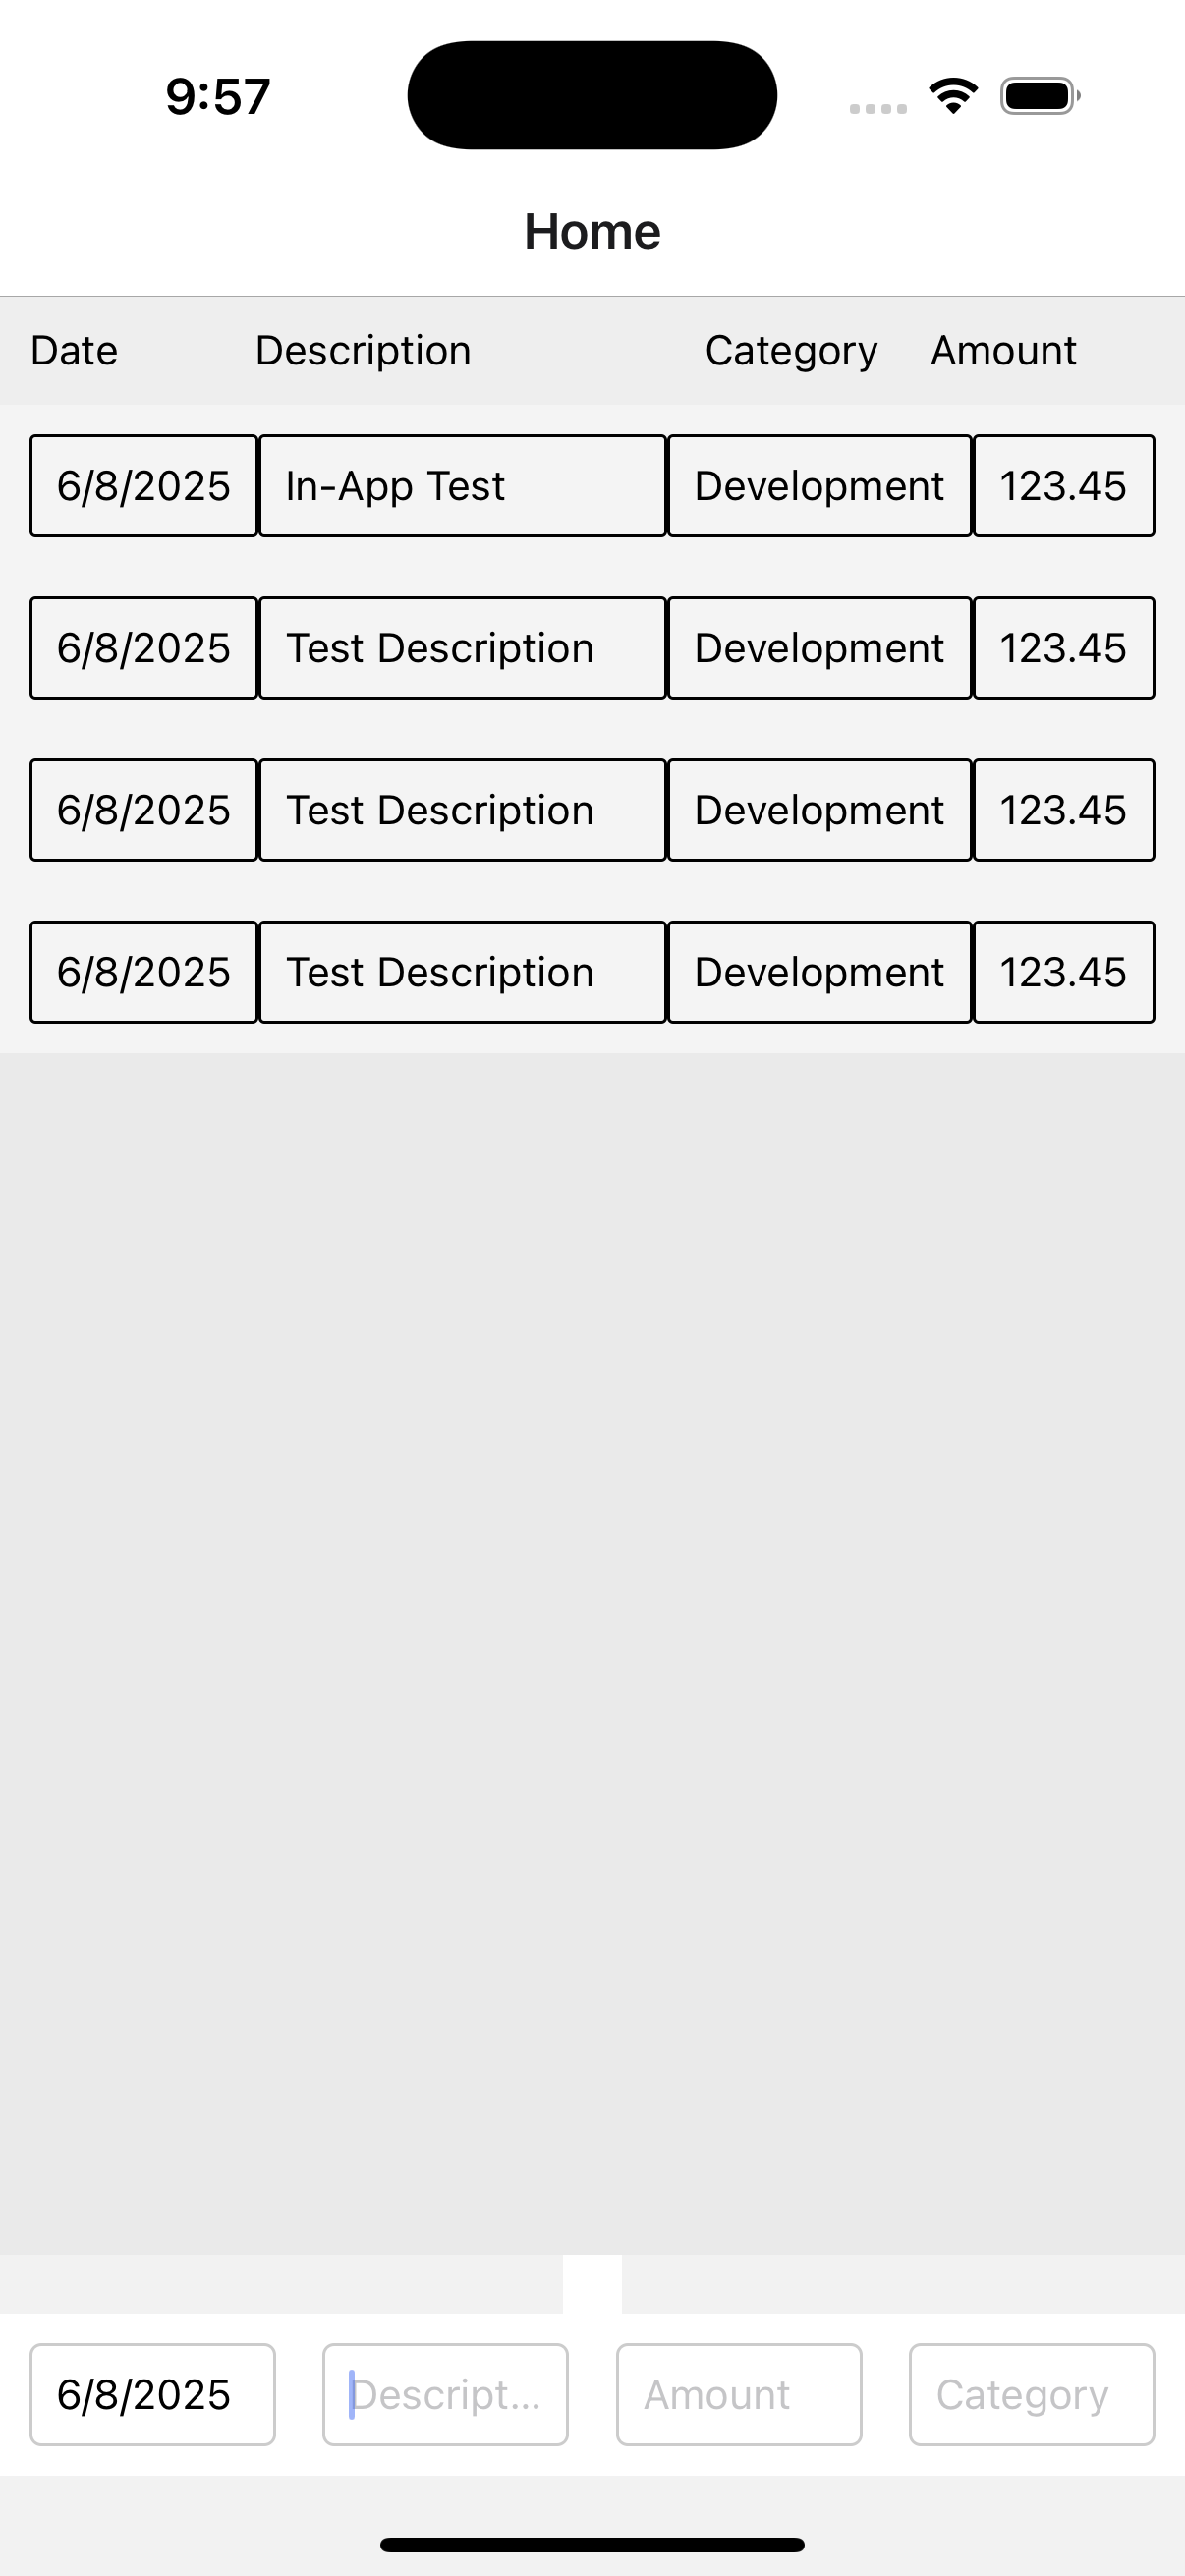 9:57
Home
Date Description Category Amount
6/8/2025 In-App Test Development 123.45
6/8/2025 Test Description Development 123.45
6/8/2025 Test Description Development 123.45
6/8/2025 Test Description Development 123.45
6/8/2025 Descript... Amount Category